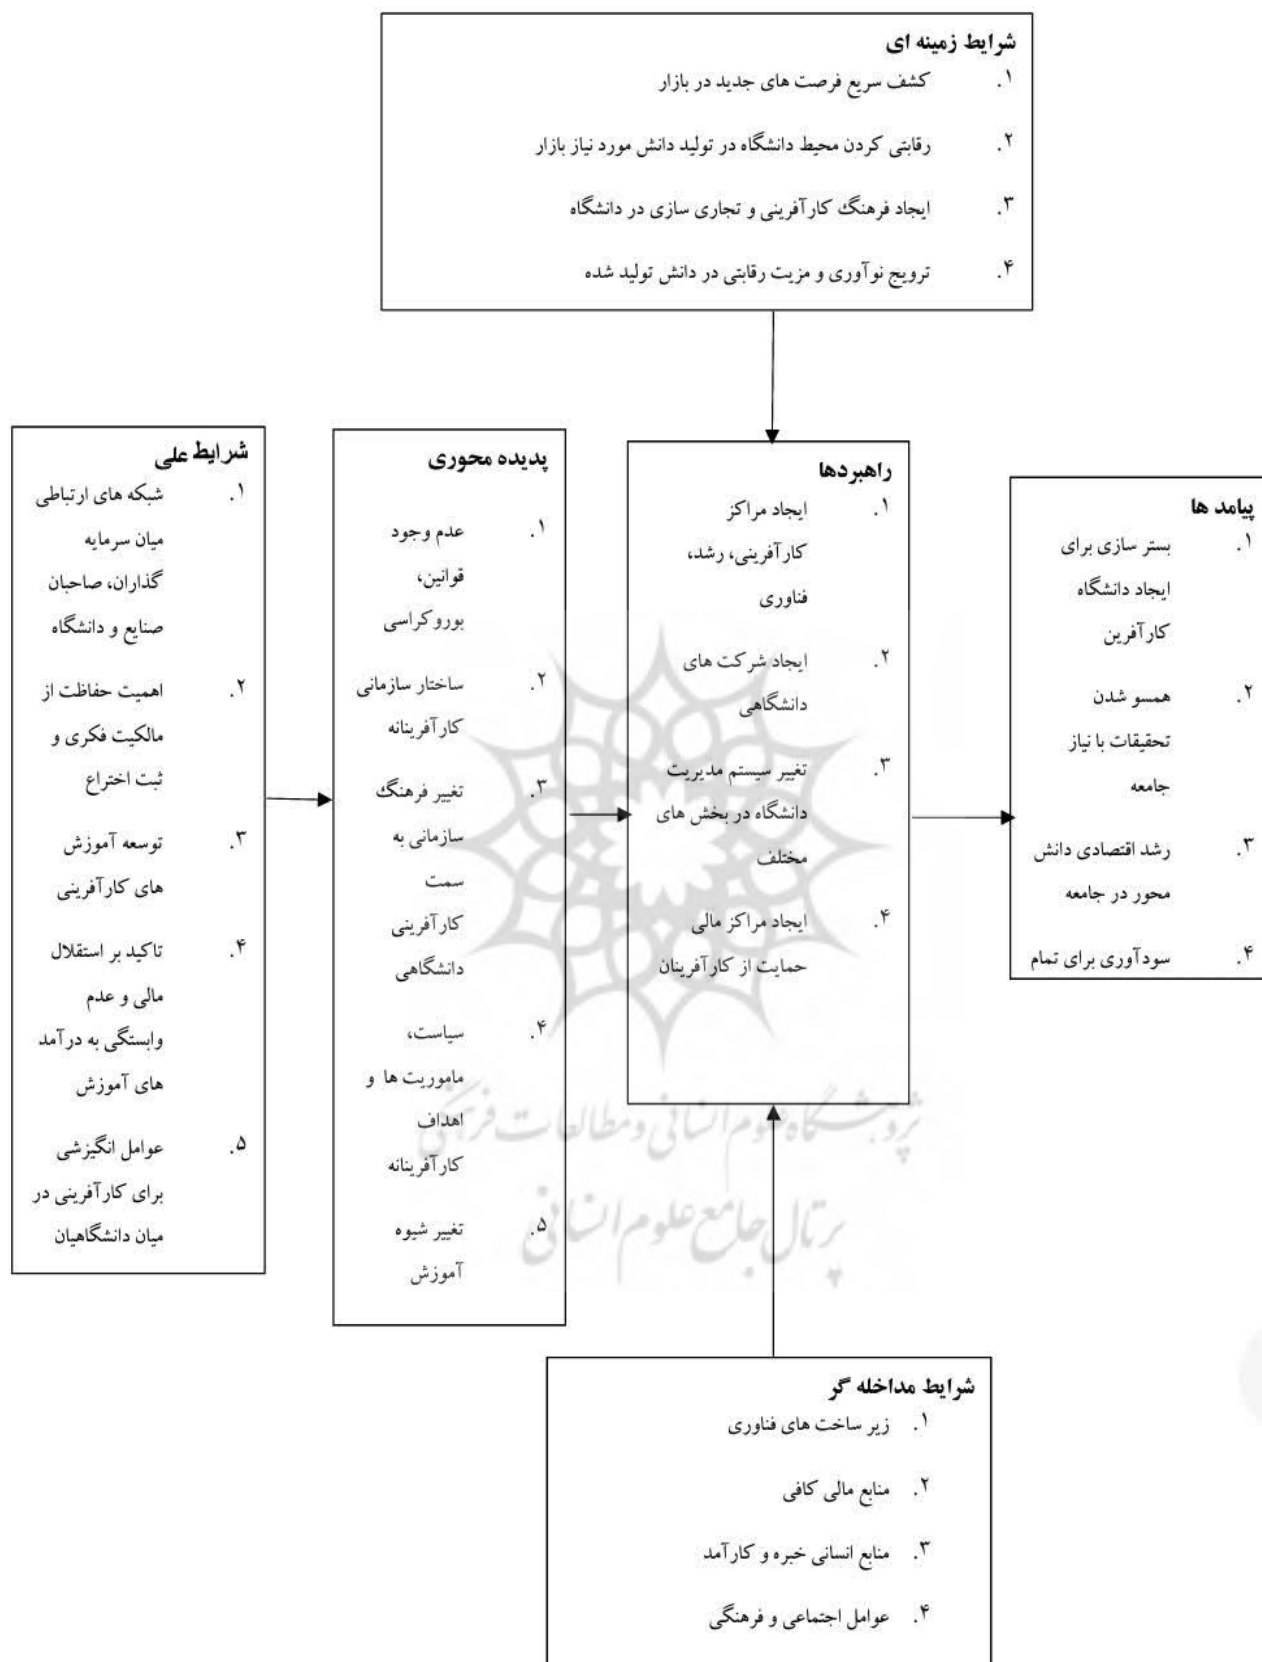 شرایط زمینه ای
۱. کشف سریع فرصت های جدید در بازار
۲. رقابتی کردن محیط دانشگاه در تولید دانش مورد نیاز بازار
۳. ایجاد فرهنگ کارآفرینی و تجاری سازی در دانشگاه
۴. ترویج نوآوری و مزیت رقابتی در دانش تولید شده
شرایط علی
۱. شبکه های ارتباطی
میان سرمایه
گذاران، صاحبان
صنایع و دانشگاه
۲. اهمیت حفاظت از
مالکیت فکری و
ثبت اختراع
۳. توسعه آموزش
های کارآفرینی
۴. تاکید بر استقلال
مالی و عدم
وابستگی به درآمد
های آموزش
۵. عوامل انگیزشی
برای کارآفرینی در
میان دانشگاهیان
پدیده محوری
۱. عدم وجود
قوانین،
بوروکراسی
۲. ساختار سازمانی
کارآفرینانه
۳. تغییر فرهنگ
سازمانی به
سمت
کارآفرینی
دانشگاهی
۴. سیاست،
ماموریت ها و
اهداف
کارآفرینانه
۵. تغییر شیوه
آموزش
راهبردها
۱. ایجاد مراکز
کارآفرینی، رشد،
فناوری
۲. ایجاد شرکت های
دانشگاهی
۳. تغییر سیستم مدیریت
دانشگاه در بخش های
مختلف
۴. ایجاد مراکز مالی
حمایت از کارآفرینان
پیامد ها
۱. بستر سازی برای
ایجاد دانشگاه
کارآفرین
۲. همسو شدن
تحقیقات با نیاز
جامعه
۳. رشد اقتصادی دانش
محور در جامعه
۴. سودآوری برای تمام
شرایط مداخله گر
۱. زیر ساخت های فناوری
۲. منابع مالی کافی
۳. منابع انسانی خبره و کارآمد
۴. عوامل اجتماعی و فرهنگی
پژوهشگاه علوم انسانی و مطالعات فرهنگی
پرتال جامع علوم انسانی